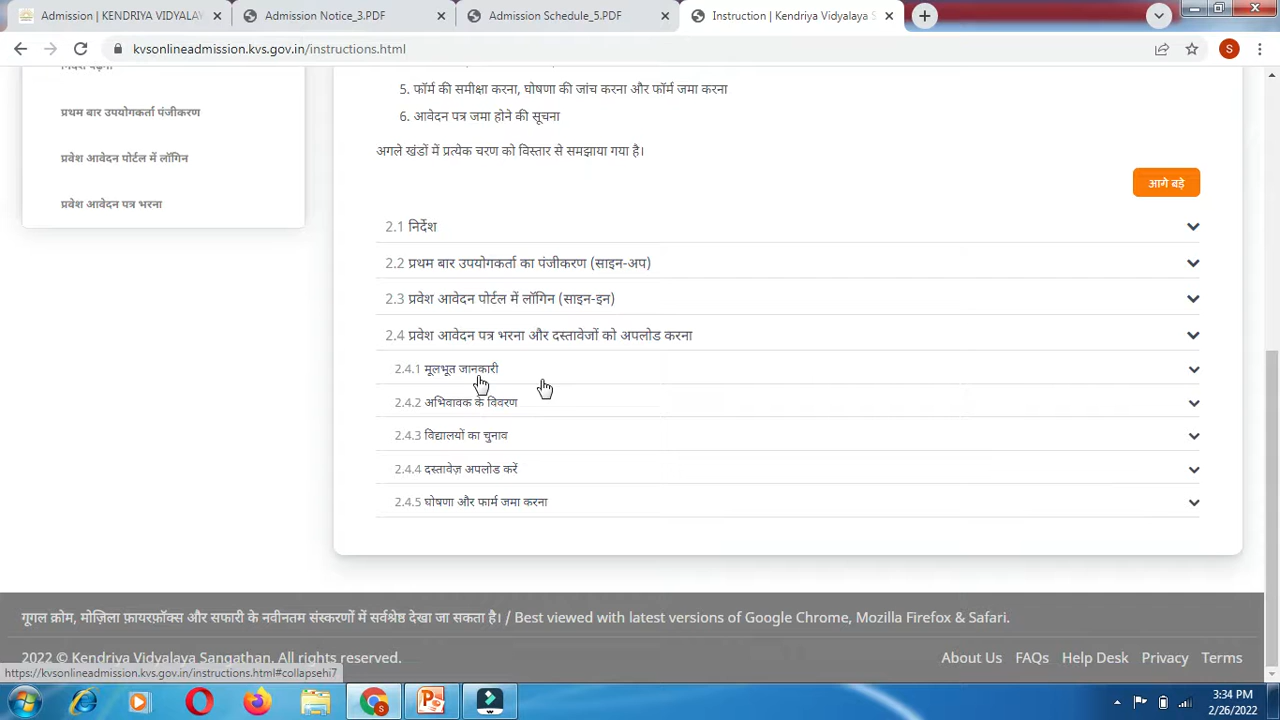 Admission | KENDRIYA VIDYALAY
Admission Notice_3.PDF
Instruction | Kendriya Vidyalaya S
kvsonlineadmission.kvs.gov.in/instructions.html
S
प्रथम बार उपयोगकर्ता पंजीकरण
प्रवेश आवेदन पोर्टल में लॉगिन
प्रवेश आवेदन पत्र भरना
5. फॉर्म की समीक्षा करना, घोषणा की जांच करना और फॉर्म जमा करना
6. आवेदन पत्र जमा होने की सूचना
अगले खंडों में प्रत्येक चरण को विस्तार से समझाया गया है।
आगे बड़े
2.1 निर्देश
2.2 प्रथम बार उपयोगकर्ता का पंजीकरण (साइन-अप)
2.3 प्रवेश आवेदन पोर्टल में लॉगिन (साइन-इन)
2.4 प्रवेश आवेदन पत्र भरना और दस्तावेजों को अपलोड करना
2.4.1 मूलभूत जानकारी
2.4.2 अभिवावक के विवरण
2.4.3 विद्यालयों का चुनाव
2.4.4 दस्तावेज़ अपलोड करें
2.4.5 घोषणा और फार्म जमा करना
गूगल क्रोम, मोज़िला फ़ायरफ़ॉक्स और सफारी के नवीनतम संस्करणों में सर्वश्रेष्ठ देखा जा सकता है। / Best viewed with latest versions of Google Chrome, Mozilla Firefox & Safari.
2022 © Kendriya Vidyalaya Sangathan. All rights reserved.
About Us FAQs Help Desk Privacy Terms
https://kvsonlineadmission.kvs.gov.in/instructions.html#collapsehi7
3:34 PM
2/26/2022